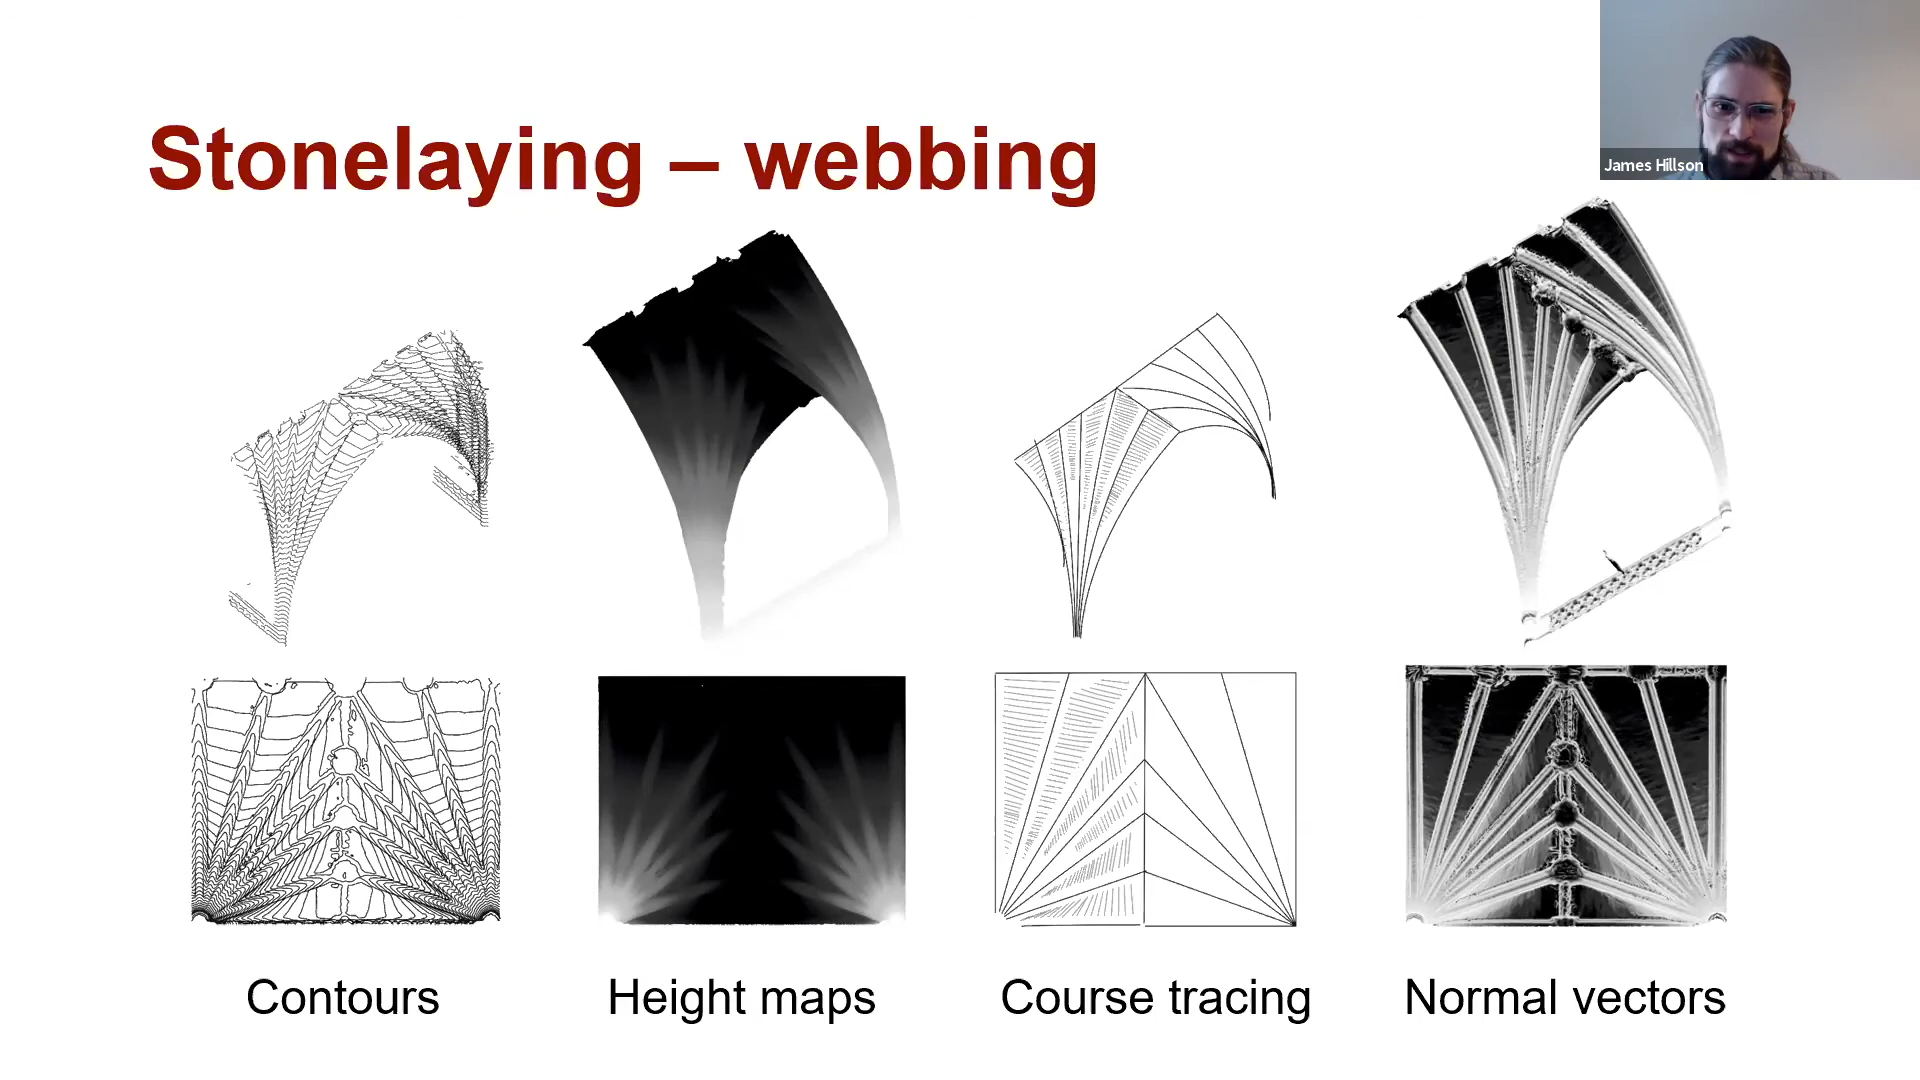 Stonelaying – webbing
James Hillson
Contours
Height maps
Course tracing
Normal vectors